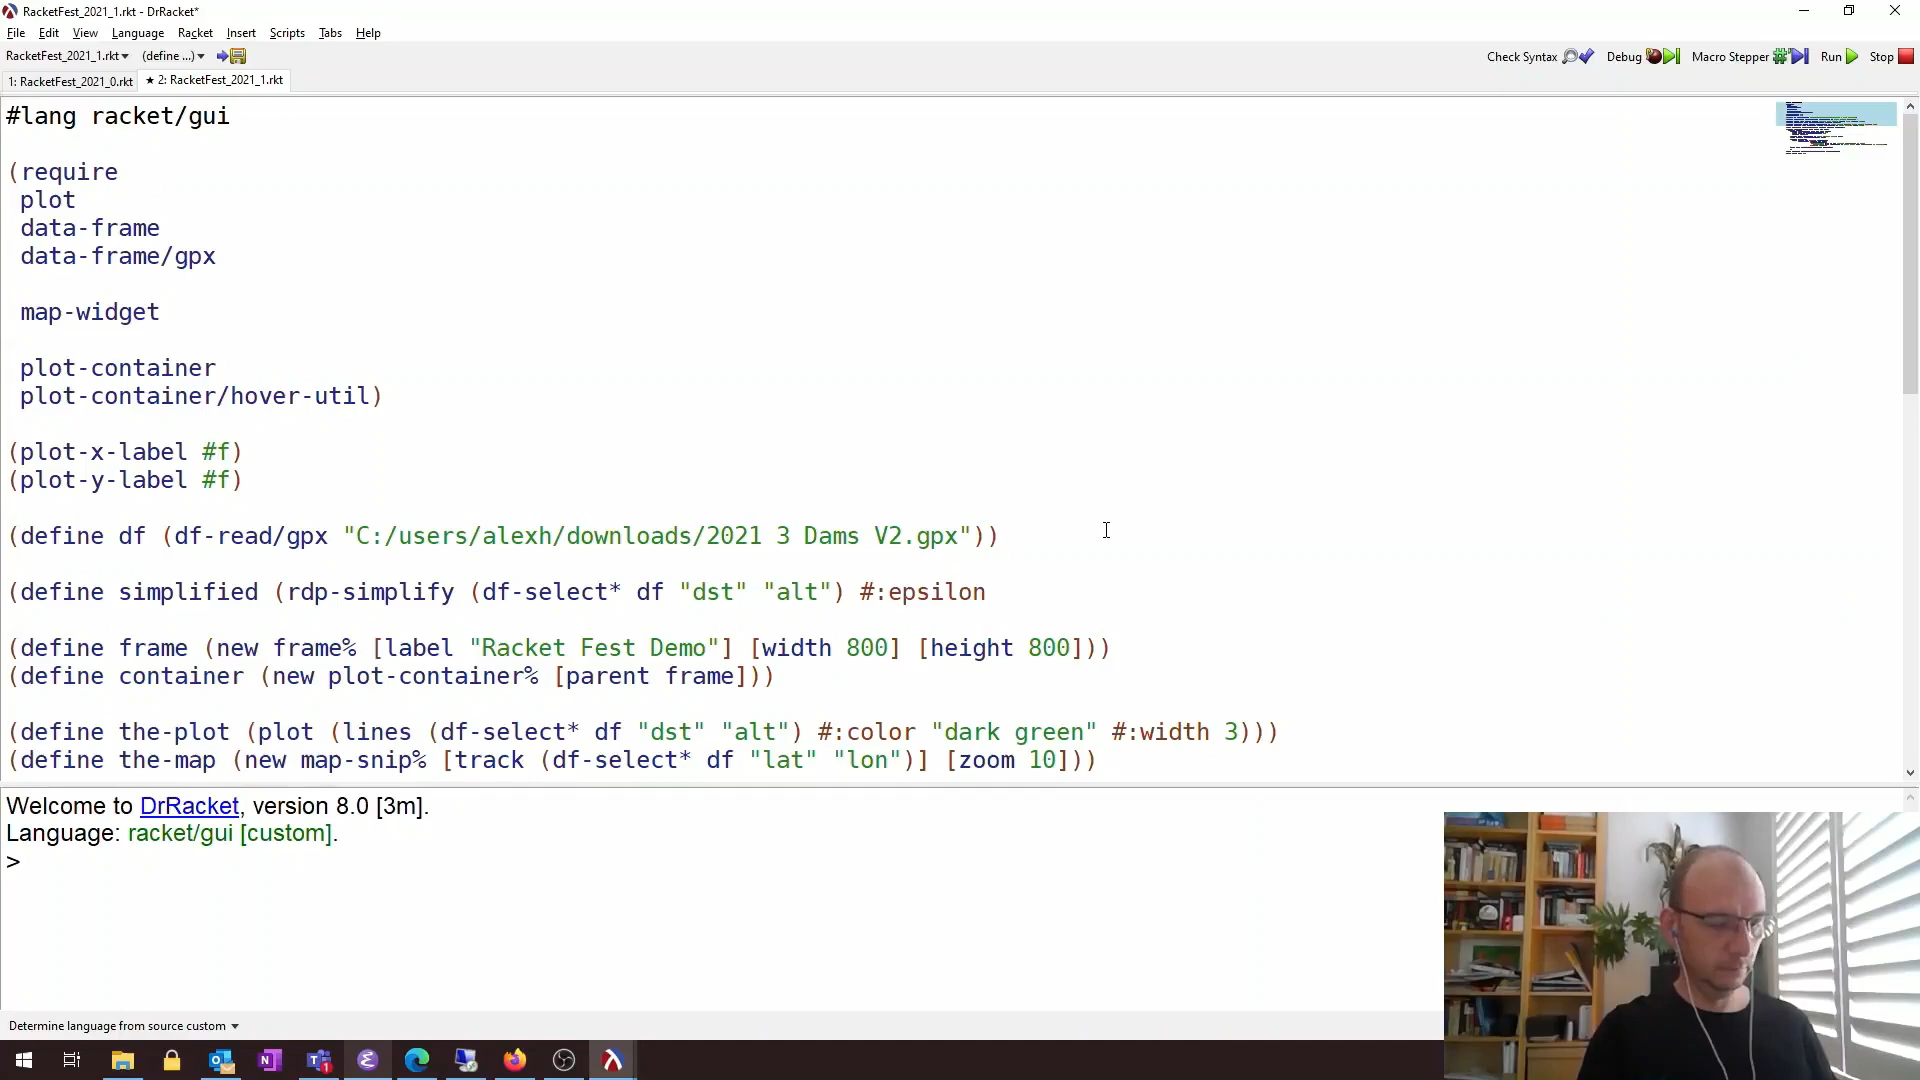 RacketFest_2021_1.rkt - DrRacket*
File Edit View Language Racket Insert Scripts Tabs Help
RacketFest_2021_1.rkt (define ...) Check Syntax Debug Macro Stepper Run Stop
1: RacketFest_2021_0.rkt ★ 2: RacketFest_2021_1.rkt
#lang racket/gui
(require
plot
data-frame
data-frame/gpx
map-widget
plot-container
plot-container/hover-util)
(plot-x-label #f)
(plot-y-label #f)
(define df (df-read/gpx "C:/users/alexh/downloads/2021 3 Dams V2.gpx"))
(define simplified (rdp-simplify (df-select* df "dst" "alt") #:epsilon
(define frame (new frame% [label "Racket Fest Demo"] [width 800] [height 800]))
(define container (new plot-container% [parent frame]))
(define the-plot (plot (lines (df-select* df "dst" "alt") #:color "dark green" #:width 3)))
(define the-map (new map-snip% [track (df-select* df "lat" "lon")] [zoom 10]))
Welcome to DrRacket, version 8.0 [3m].
Language: racket/gui [custom].
>
Determine language from source custom